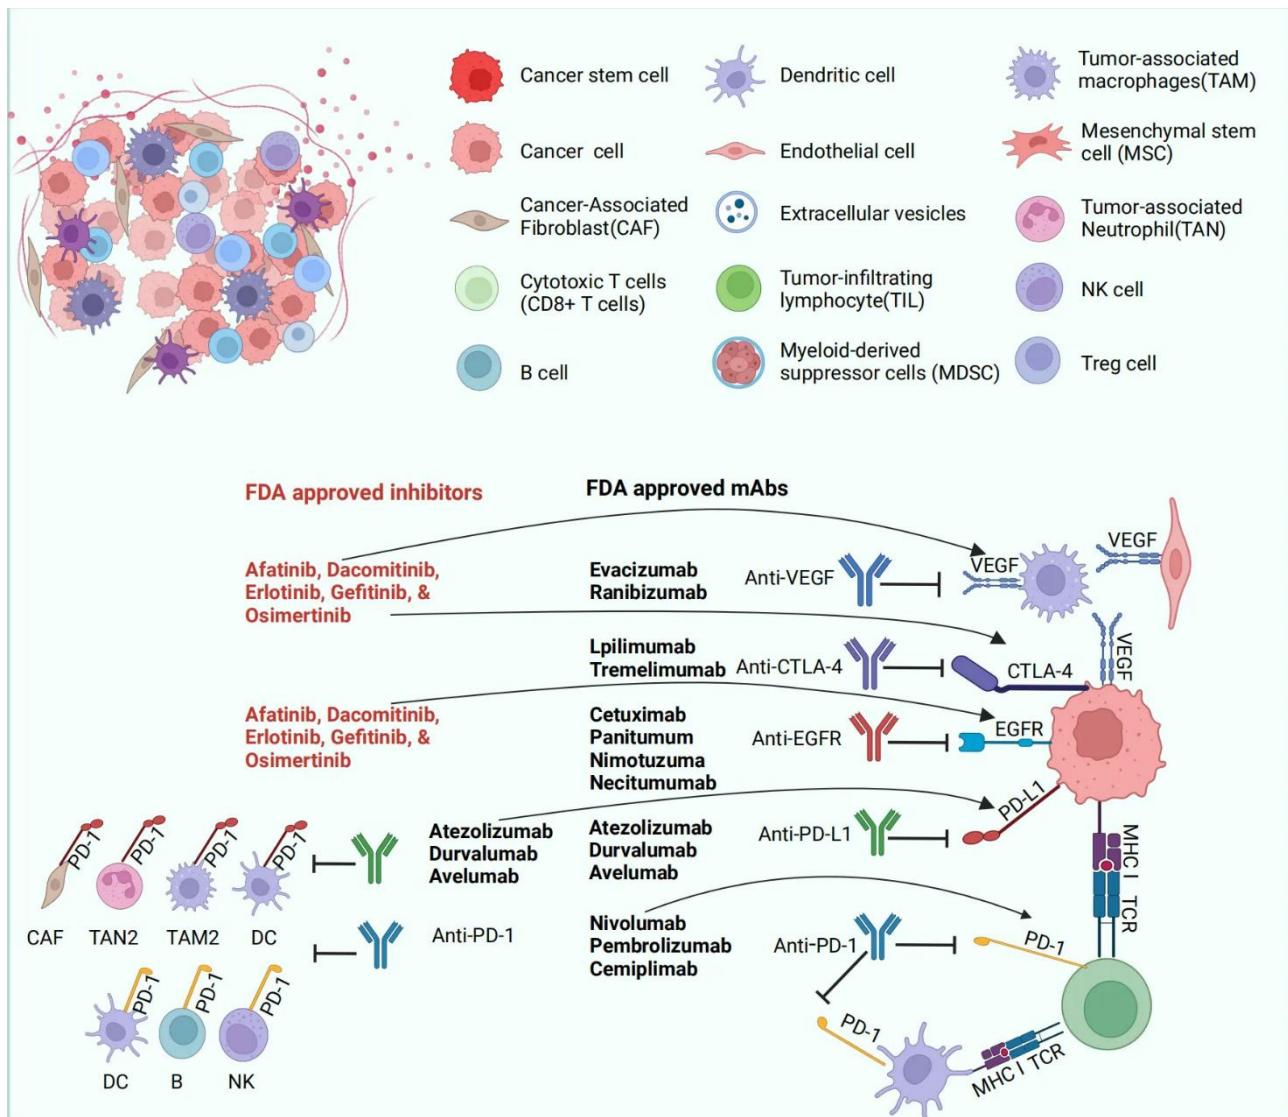 Cancer stem cell
Dendritic cell
Tumor-associated
macrophages(TAM)
Cancer cell
Endothelial cell
Mesenchymal stem
cell (MSC)
Cancer-Associated
Fibroblast(CAF)
Extracellular vesicles
Tumor-associated
Neutrophil(TAN)
Cytotoxic T cells
(CD8+ T cells)
Tumor-infiltrating
lymphocyte(TIL)
NK cell
B cell
Myeloid-derived
suppressor cells (MDSC)
Treg cell
FDA approved inhibitors
FDA approved mAbs
Afatinib, Dacomitinib,
Erlotinib, Gefitinib, &
Osimertinib
Evacizumab
Ranibizumab
Anti-VEGF
VEGF
VEGF
VEGF
Lpilimumab
Tremelimumab
Anti-CTLA-4
CTLA-4
Afatinib, Dacomitinib,
Erlotinib, Gefitinib, &
Osimertinib
Cetuximab
Panitumum
Nimotuzuma
Necitumumab
Anti-EGFR
EGFR
PD-1
PD-1
PD-1
PD-1
CAF
TAN2
TAM2
DC
Atezolizumab
Durvalumab
Avelumab
Atezolizumab
Durvalumab
Avelumab
Anti-PD-L1
PD-L1
MHC I
TCR
Anti-PD-1
Nivolumab
Pembrolizumab
Cemiplimab
Anti-PD-1
PD-1
PD-1
PD-1
PD-1
DC
B
NK
PD-1
MHC I TCR